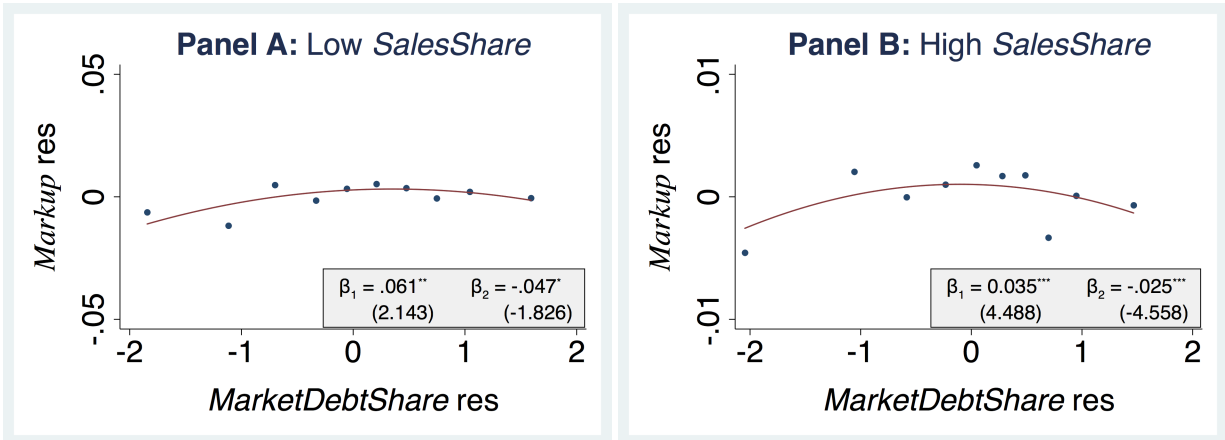 Panel A: Low SalesShare
.05
0
-.05
Markup res
β1 = .061** β2 = -.047*
(2.143) (-1.826)
-2 -1 0 1 2
MarketDebtShare res
Panel B: High SalesShare
.01
0
-.01
Markup res
β1 = 0.035*** β2 = -.025***
(4.488) (-4.558)
-2 -1 0 1 2
MarketDebtShare res